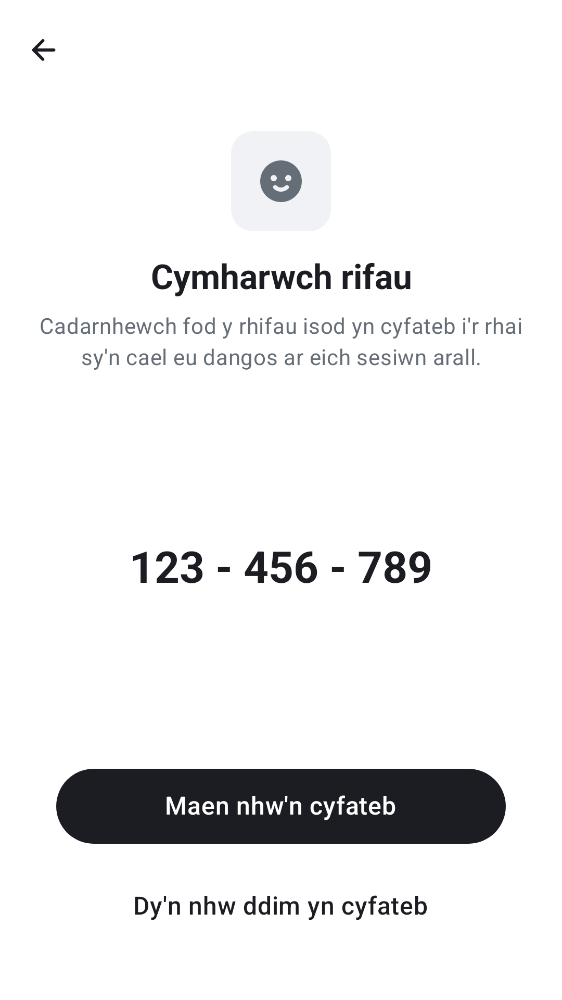 Cymharwch rifau
Cadarnhewch fod y rhifau isod yn cyfateb i'r rhai
sy'n cael eu dangos ar eich sesiwn arall.
123 - 456 - 789
Maen nhw'n cyfateb
Dy'n nhw ddim yn cyfateb